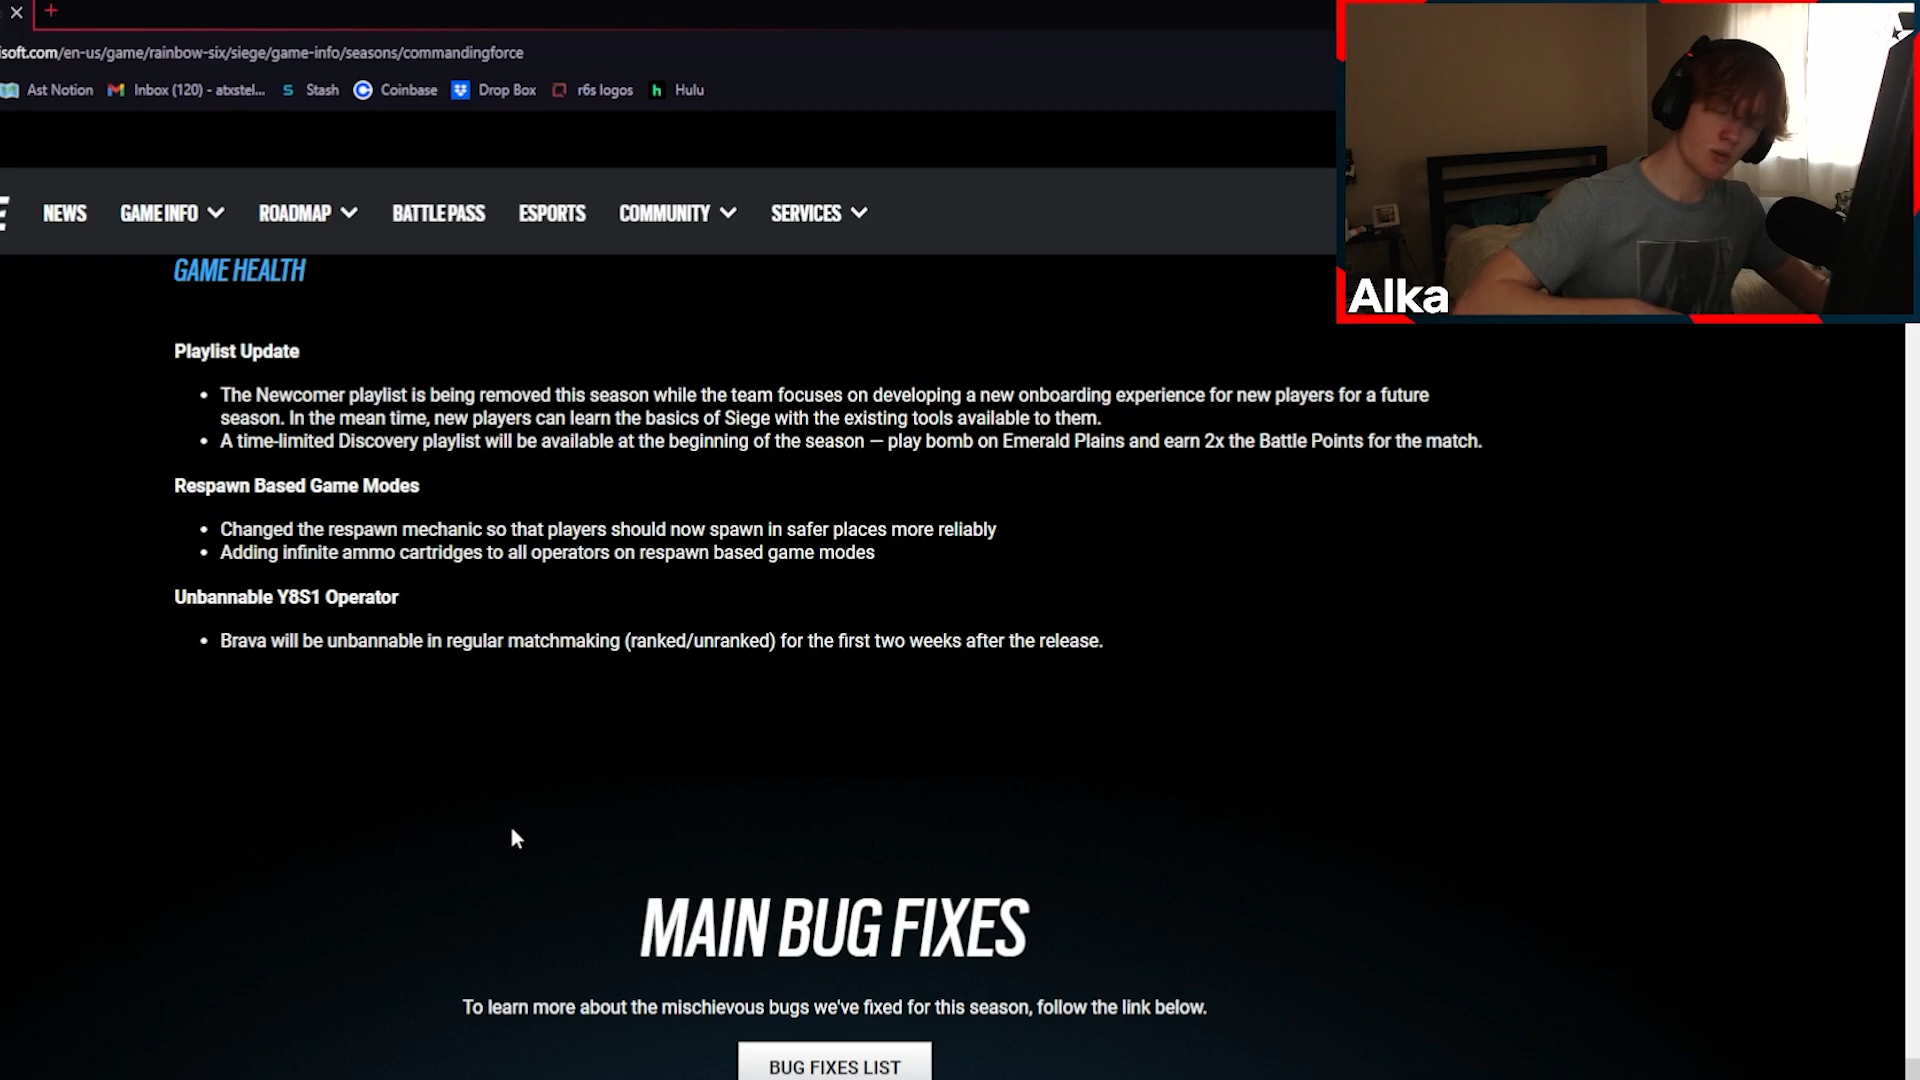 isoft.com/en-us/game/rainbow-six/siege/game-info/seasons/commandingforce
Ast Notion
Inbox (120) - atxstel...
Stash
Coinbase
Drop Box
r6s logos
h Hulu
NEWS
GAME INFO
ROADMAP
BATTLE PASS
ESPORTS
COMMUNITY
SERVICES
Alka
GAME HEALTH
Playlist Update
• The Newcomer playlist is being removed this season while the team focuses on developing a new onboarding experience for new players for a future
season. In the mean time, new players can learn the basics of Siege with the existing tools available to them.
• A time-limited Discovery playlist will be available at the beginning of the season — play bomb on Emerald Plains and earn 2x the Battle Points for the match.
Respawn Based Game Modes
• Changed the respawn mechanic so that players should now spawn in safer places more reliably
• Adding infinite ammo cartridges to all operators on respawn based game modes
Unbannable Y8S1 Operator
• Brava will be unbannable in regular matchmaking (ranked/unranked) for the first two weeks after the release.
MAIN BUG FIXES
To learn more about the mischievous bugs we've fixed for this season, follow the link below.
BUG FIXES LIST